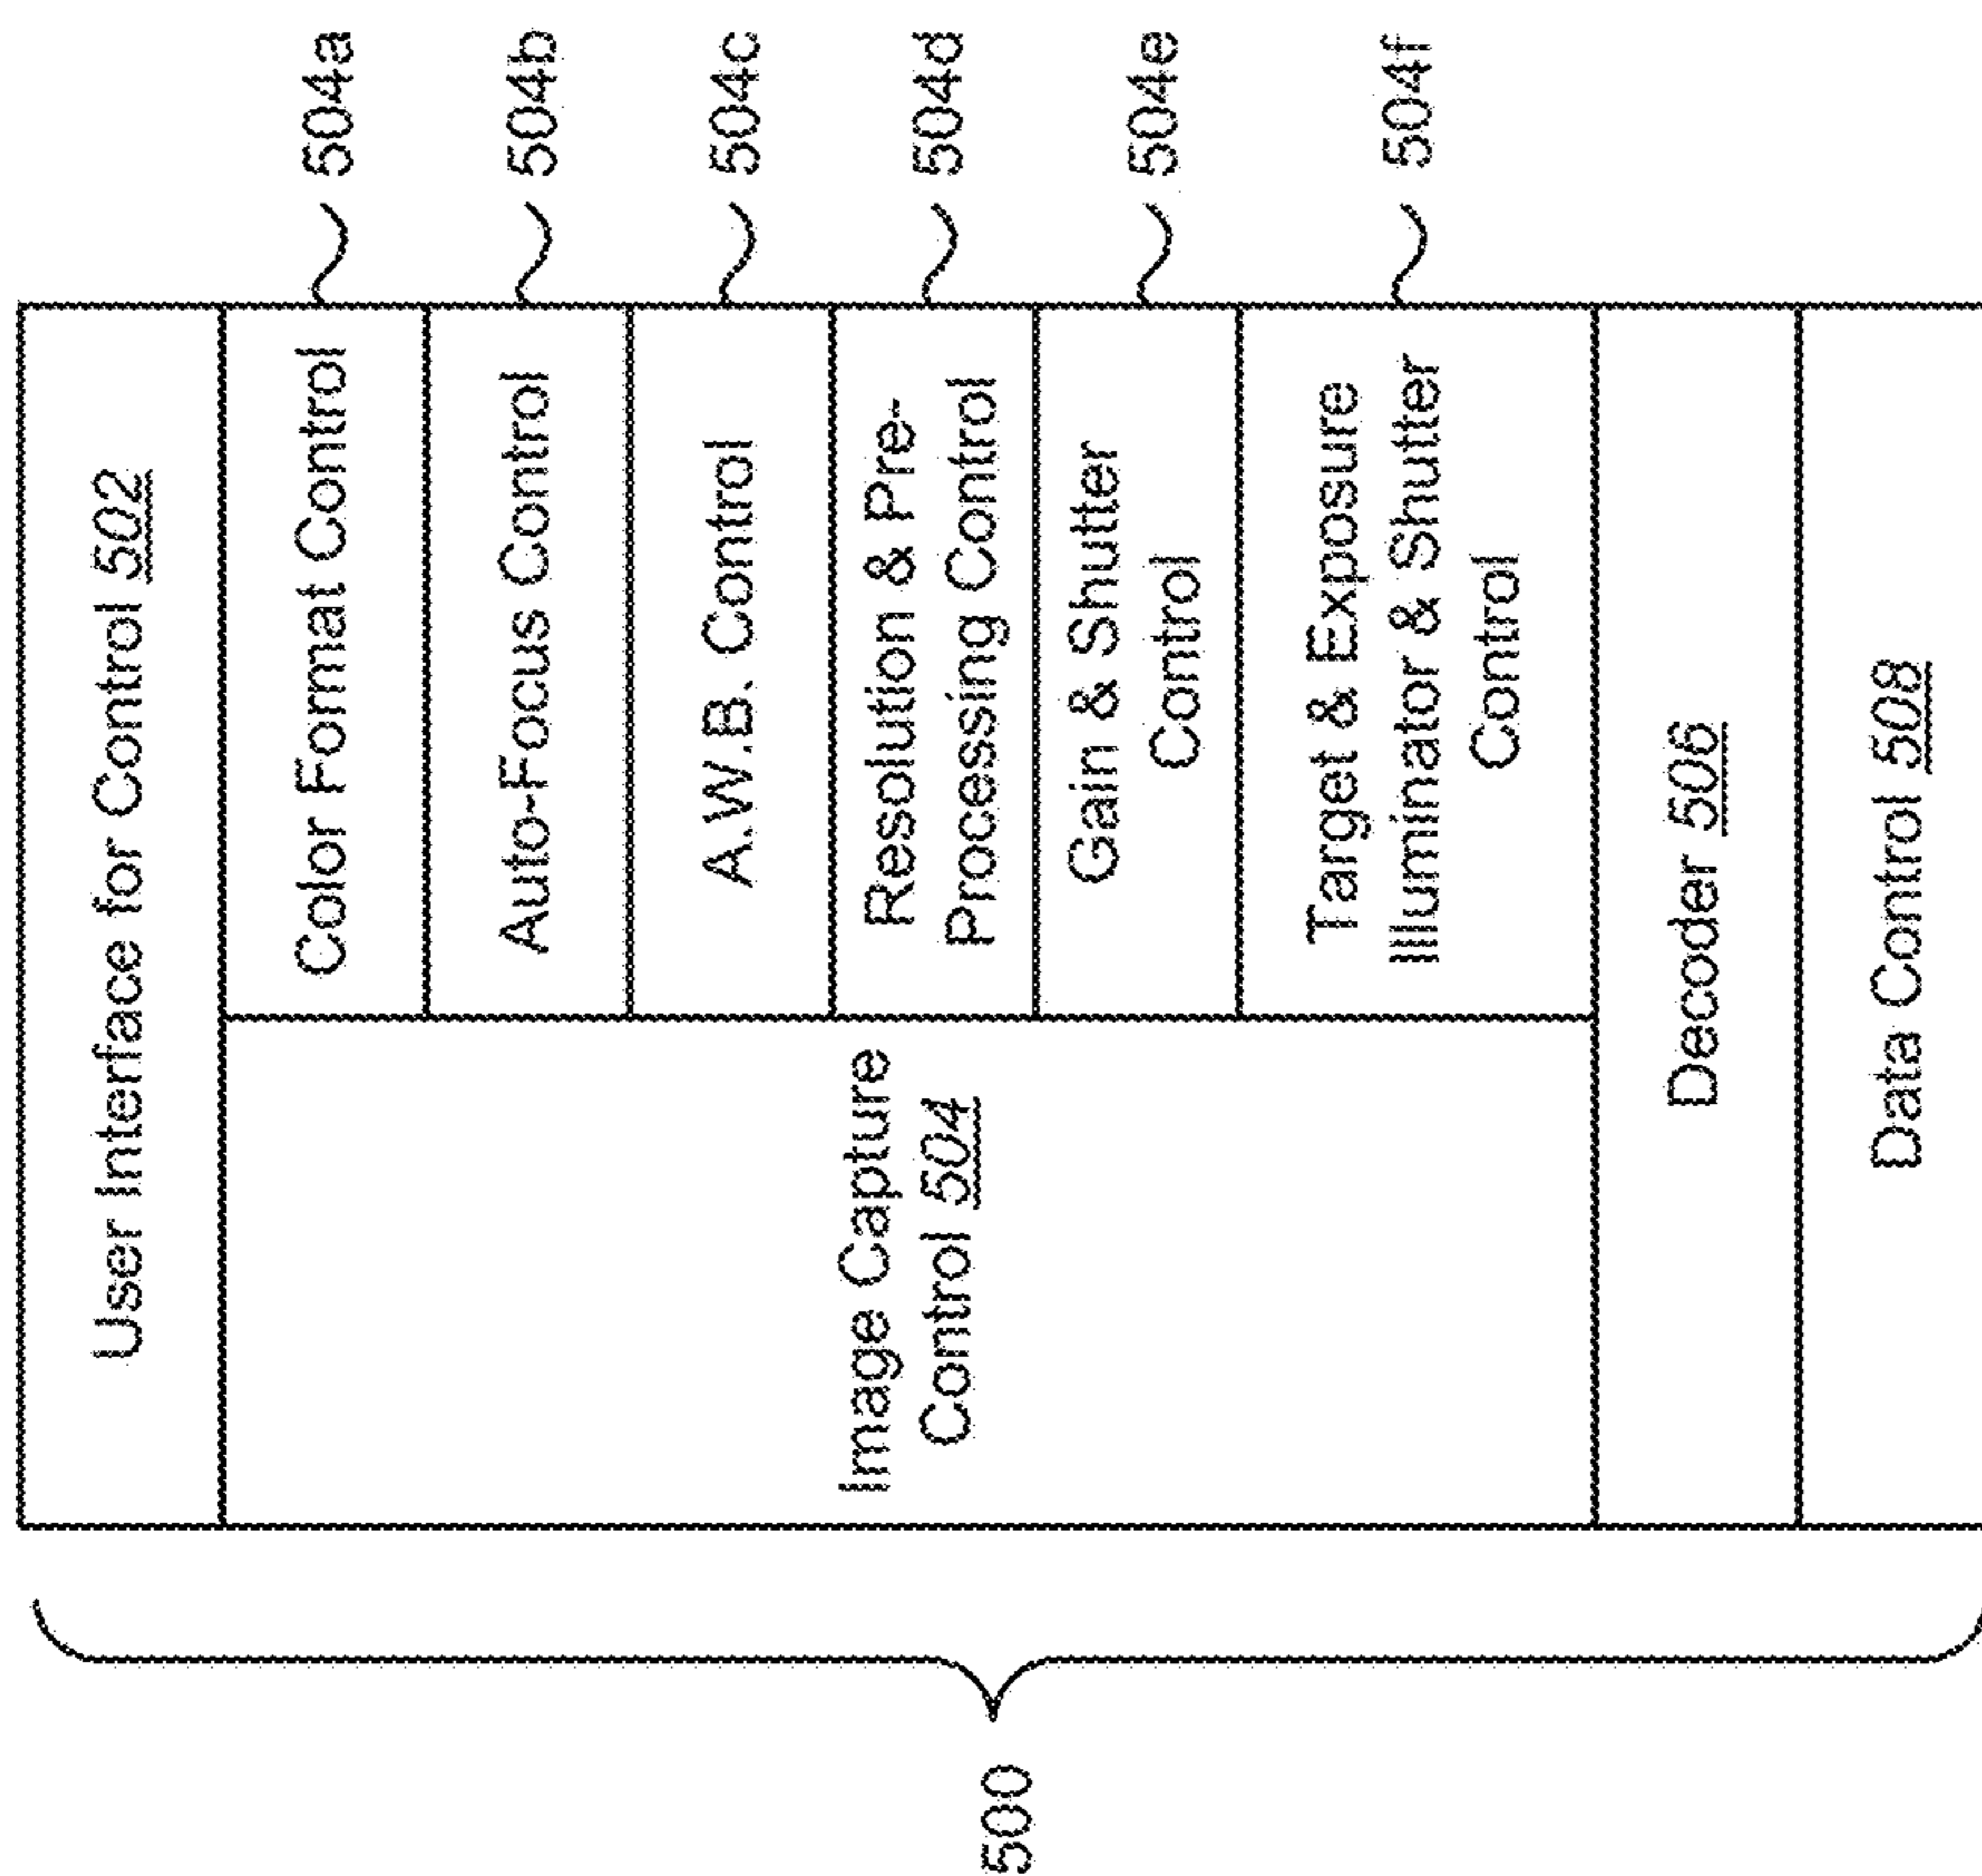 500
User Interface for Control 502
Image Capture
Control 504
Color Format Control
504a
Auto-Focus Control
504b
A.W.B. Control
504c
Resolution & Pre-
Processing Control
504d
Gain & Shutter
Control
504e
Target & Exposure
Illuminator & Shutter
Control
504f
Decoder 506
Data Control 508